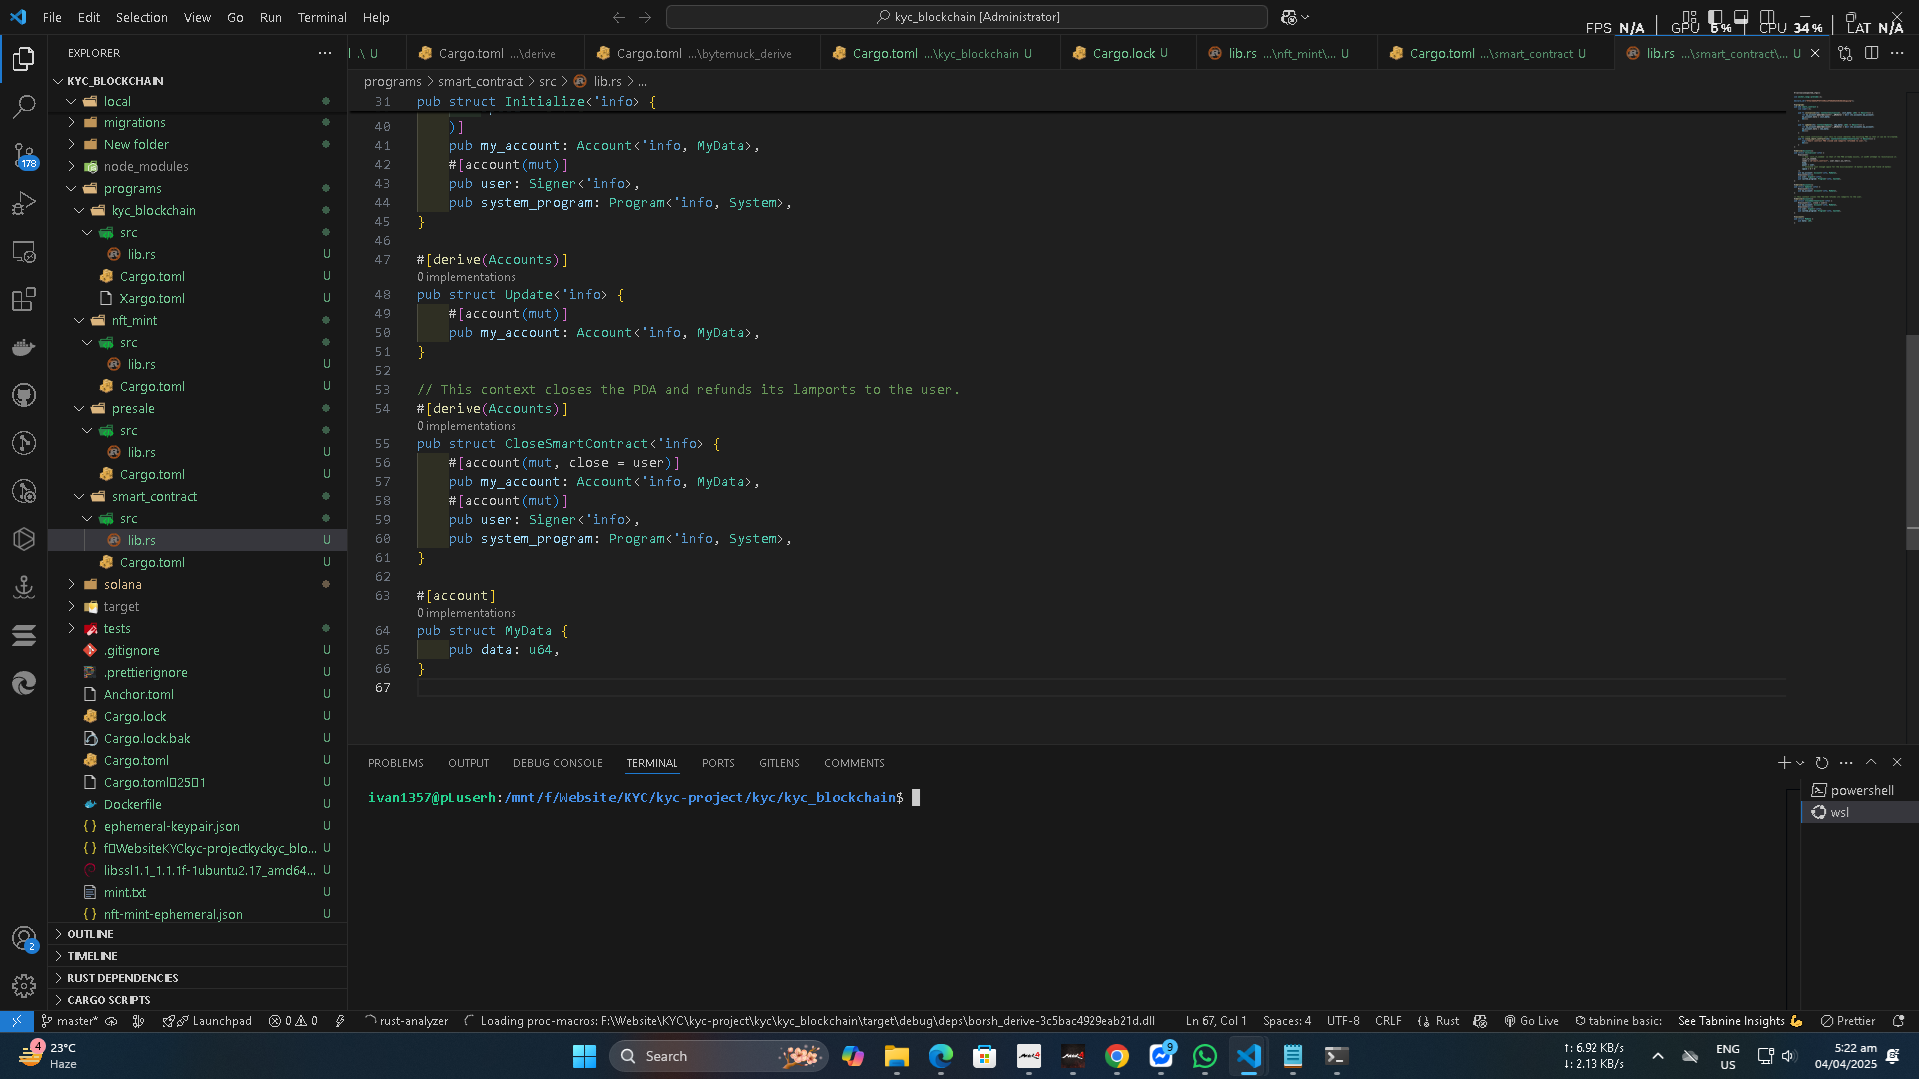 File Edit Selection View Go Run Terminal Help
kyc_blockchain [Administrator]
FPS N/A GPU 6 % CPU 34 % LAT N/A
EXPLORER
.\ U
Cargo.toml ...\derive
Cargo.toml ...\bytemuck_derive
Cargo.toml ...\kyc_blockchain U
Cargo.lock U
lib.rs ...\nft_mint\... U
Cargo.toml ...\smart_contract U
lib.rs ...\smart_contract\... U
KYC_BLOCKCHAIN
local
migrations
New folder
node_modules
programs
kyc_blockchain
src
lib.rs U
Cargo.toml U
Xargo.toml U
nft_mint
src
lib.rs U
Cargo.toml U
presale
src
lib.rs U
Cargo.toml U
smart_contract
src
lib.rs U
Cargo.toml U
solana
target
tests
.gitignore U
.prettierignore U
Anchor.toml U
Cargo.lock U
Cargo.lock.bak U
Cargo.toml U
Cargo.toml25 1 U
Dockerfile U
ephemeral-keypair.json U
f WebsiteKYCkyc-projectkyckyc_blo... U
libssl1.1_1.1.1f-1ubuntu2.17_amd64... U
mint.txt U
nft-mint-ephemeral.json U
OUTLINE
TIMELINE
RUST DEPENDENCIES
CARGO SCRIPTS
178
2
programs > smart_contract > src > lib.rs > ...
31 pub struct Initialize<'info> {
40 )]
41 pub my_account: Account<'info, MyData>,
42 #[account(mut)]
43 pub user: Signer<'info>,
44 pub system_program: Program<'info, System>,
45 }
46
47 #[derive(Accounts)]
0 implementations
48 pub struct Update<'info> {
49 #[account(mut)]
50 pub my_account: Account<'info, MyData>,
51 }
52
53 // This context closes the PDA and refunds its lamports to the user.
54 #[derive(Accounts)]
0 implementations
55 pub struct CloseSmartContract<'info> {
56 #[account(mut, close = user)]
57 pub my_account: Account<'info, MyData>,
58 #[account(mut)]
59 pub user: Signer<'info>,
60 pub system_program: Program<'info, System>,
61 }
62
63 #[account]
0 implementations
64 pub struct MyData {
65 pub data: u64,
66 }
67
PROBLEMS OUTPUT DEBUG CONSOLE TERMINAL PORTS GITLENS COMMENTS
ivan1357@pLuserh:/mnt/f/Website/KYC/kyc-project/kyc/kyc_blockchain$
powershell
wsl
master* Launchpad 0 0 rust-analyzer Loading proc-macros: F:\Website\KYC\kyc-project\kyc\kyc_blockchain\target\debug\deps\borsh_derive-3c5bac4929eab21d.dll Ln 67, Col 1 Spaces: 4 UTF-8 CRLF Rust Go Live tabnine basic: See Tabnine Insights Prettier
4
23°C
Haze
Search
9
↑: 6.92 KB/s
↓: 2.13 KB/s
ENG
US
5:22 am
04/04/2025